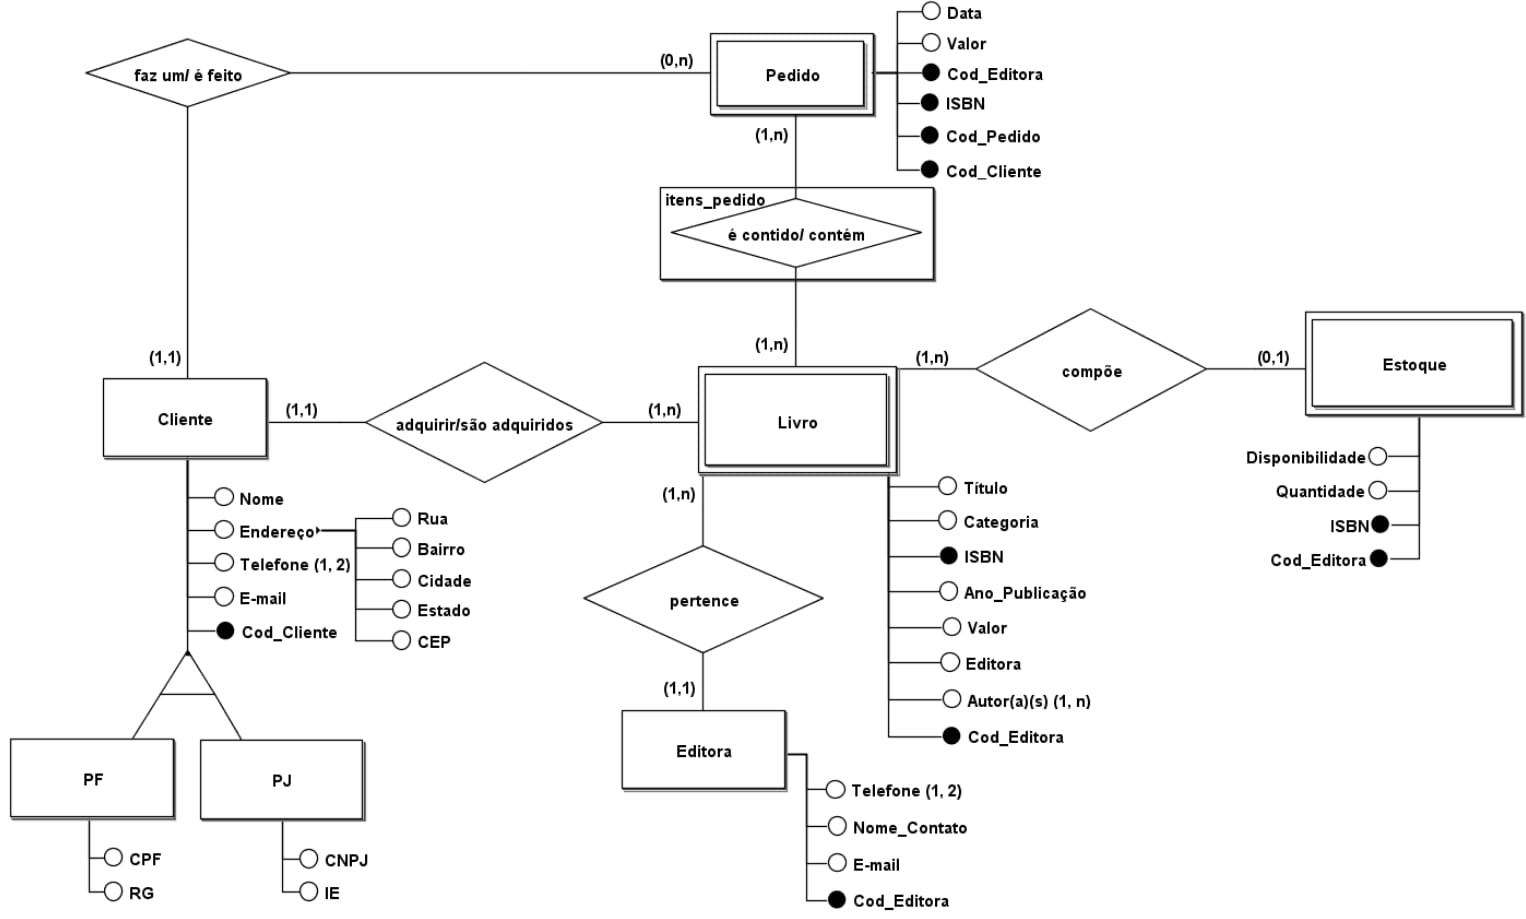 Data
Valor
Cod_Editora
ISBN
Cod_Pedido
Cod_Cliente
faz um/ é feito
(0,n)
Pedido
(1,n)
itens_pedido
é contido/ contém
(1,n)
(1,1)
Cliente
(1,1)
adquirir/são adquiridos
(1,n)
Livro
(1,n)
compõe
(0,1)
Estoque
Disponibilidade
Quantidade
ISBN
Cod_Editora
Nome
Endereço
Telefone (1, 2)
E-mail
Cod_Cliente
Rua
Bairro
Cidade
Estado
CEP
(1,n)
pertence
(1,1)
Título
Categoria
ISBN
Ano_Publicação
Valor
Editora
Autor(a)(s) (1, n)
Cod_Editora
PF
PJ
CPF
RG
CNPJ
IE
Editora
Telefone (1, 2)
Nome_Contato
E-mail
Cod_Editora